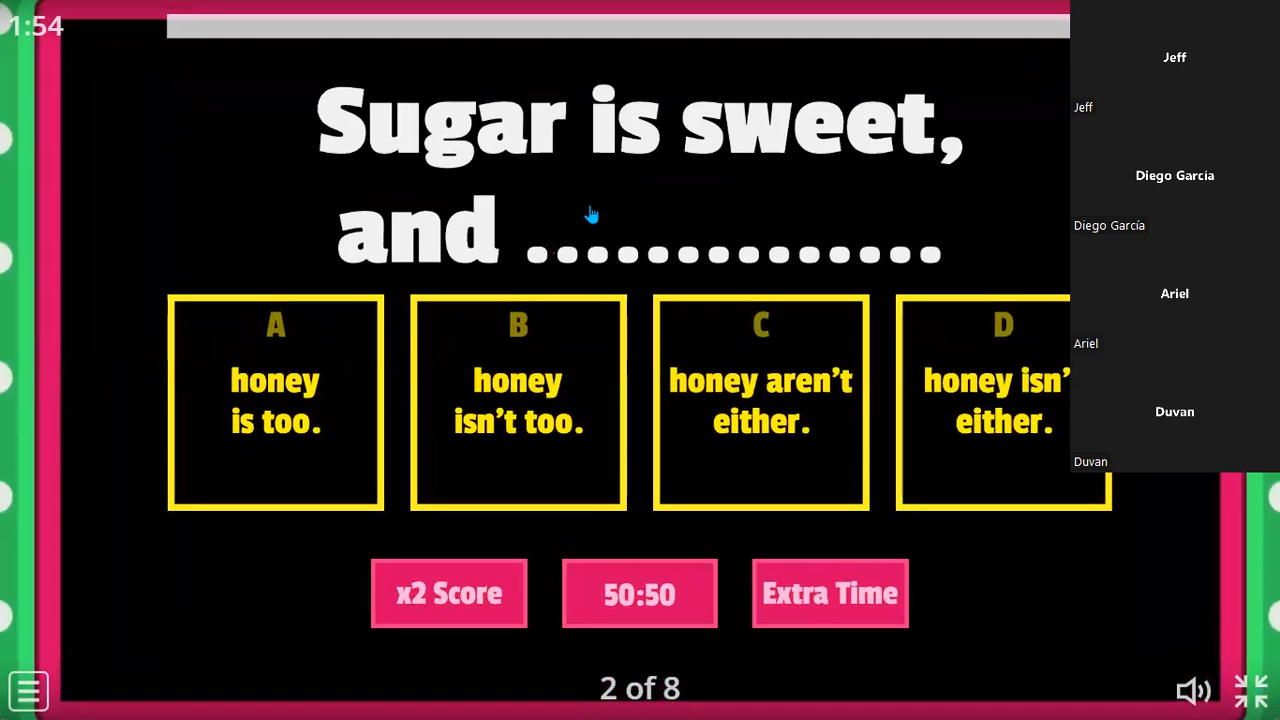 1:54
Sugar is sweet,
and ..............
A
honey
is too.
B
honey
isn't too.
C
honey aren't
either.
D
honey isn'
either.
x2 Score
50:50
Extra Time
2 of 8
Jeff
Jeff
Diego García
Diego García
Ariel
Ariel
Duvan
Duvan